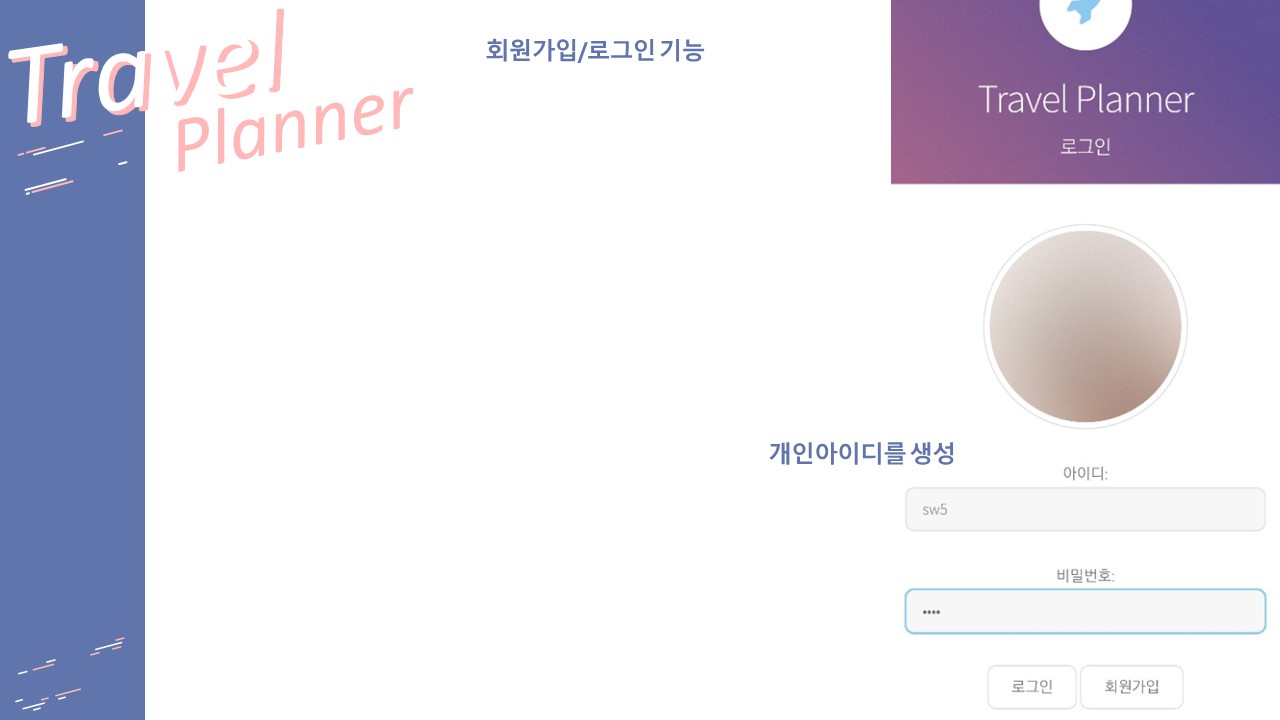 Travel
Planner
회원가입/로그인 기능
Travel Planner
로그인
개인아이디를 생성
아이디:
sw5
비밀번호:
••••
로그인
회원가입